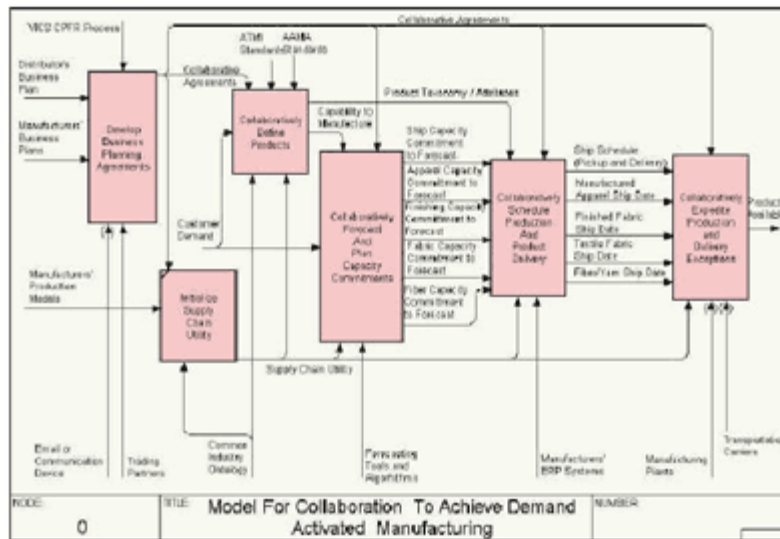 VICS CPFR Process
Collaborative Agreements
ATMI
Standards
AAMA
Standards
Distributor's
Business
Plan
Collaborative
Agreements
Product Taxonomy / Attributes
Manufacturers'
Business
Plans
Develop
Business
Planning
Agreements
Collaboratively
Define
Products
Capability to
Manufacture
Ship Capacity
Commitment
to Forecast
Apparel Capacity
Commitment to
Forecast
Finishing Capacity
Commitment to
Forecast
Fabric Capacity
Commitment to
Forecast
Fiber Capacity
Commitment
to Forecast
Ship Schedule
(Pickup and Delivery)
Manufactured
Apparel Ship Date
Finished Fabric
Ship Date
Textile Fabric
Ship Date
Fiber/Yarn Ship Date
Collaboratively
Schedule
Production
And
Product
Delivery
Collaboratively
Expedite
Production
and
Delivery
Exceptions
Product
Available
Customer
Demand
Collaboratively
Forecast
And
Plan
Capacity
Commitments
Manufacturers'
Production
Models
Initialize
Supply
Chain
Utility
Supply Chain Utility
Email or
Communication
Device
Trading
Partners
Common
Industry
Ontology
Forecasting
Tools and
Algorithms
Manufacturers'
ERP Systems
Manufacturing
Plants
Transportation
Carriers
NODE:
0
TITLE:
Model For Collaboration To Achieve Demand
Activated Manufacturing
NUMBER: